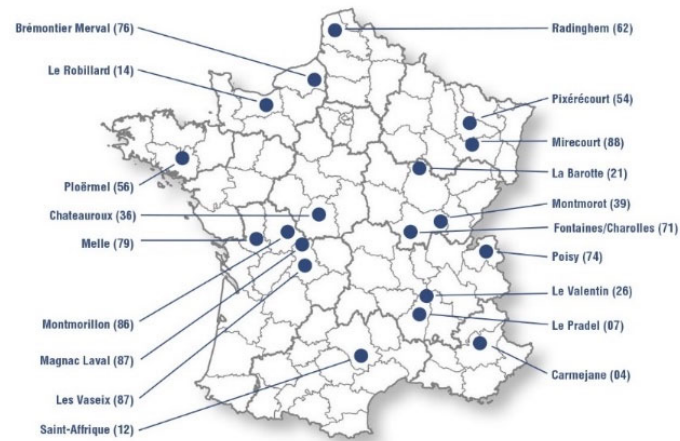 Brémontier Merval (76)
Le Robillard (14)
Ploërmel (56)
Chateauroux (36)
Melle (79)
Montmorillon (86)
Magnac Laval (87)
Les Vaseix (87)
Saint-Affrique (12)
Radinghem (62)
Pixérécourt (54)
Mirecourt (88)
La Barotte (21)
Montmorot (39)
Fontaines/Charolles (71)
Poisy (74)
Le Valentin (26)
Le Pradel (07)
Carmejane (04)